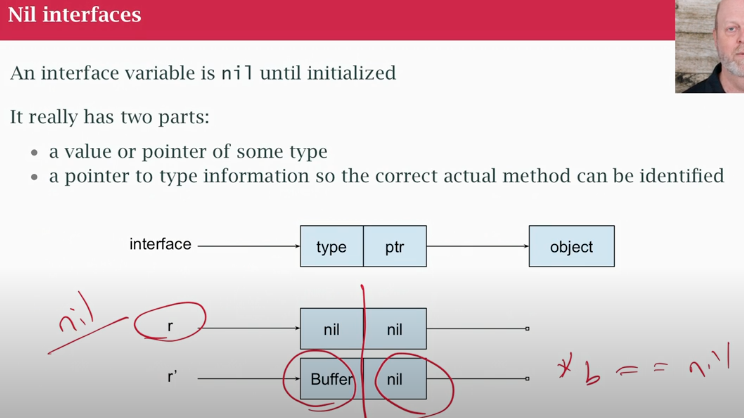 Nil interfaces
An interface variable is nil until initialized
It really has two parts:
• a value or pointer of some type
• a pointer to type information so the correct actual method can be identified
interface type ptr object
nil r nil nil
r' Buffer nil *b == nil